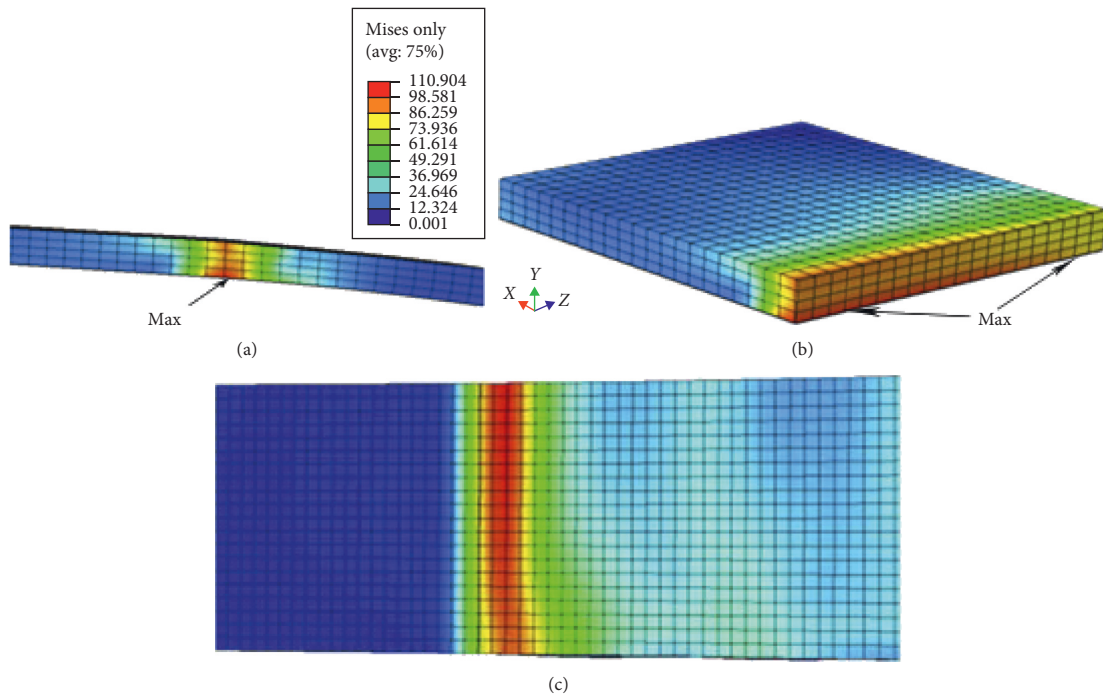 Mises only
(avg: 75%)
110.904
98.581
86.259
73.936
61.614
49.291
36.969
24.646
12.324
0.001
Max
(a)
Y
X
Z
Max
(b)
(c)